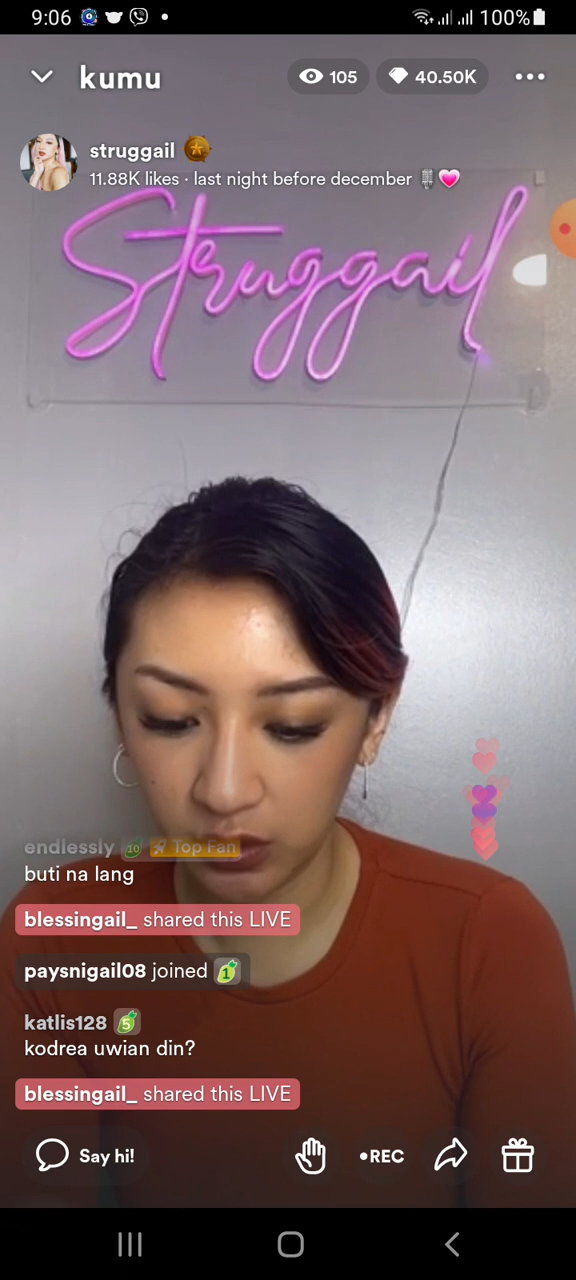 9:06
100%
kumu
105
40.50K
struggail
11.88K likes · last night before december
Struggail
endlessly 10 Top Fan
buti na lang
blessingail_ shared this LIVE
paysnigail08 joined 1
katlis128 5
kodrea uwian din?
blessingail_ shared this LIVE
Say hi!
•REC